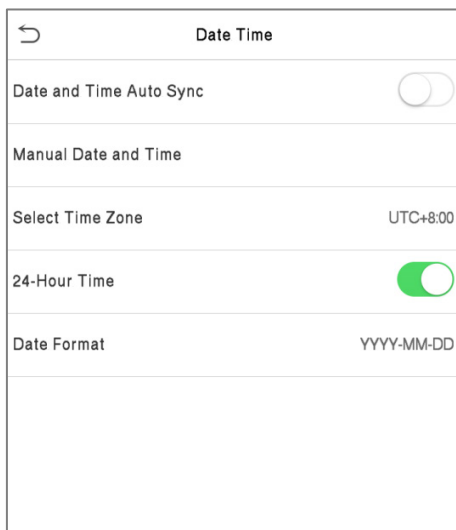 Date Time
Date and Time Auto Sync
Manual Date and Time
Select Time Zone UTC+8:00
24-Hour Time
Date Format YYYY-MM-DD